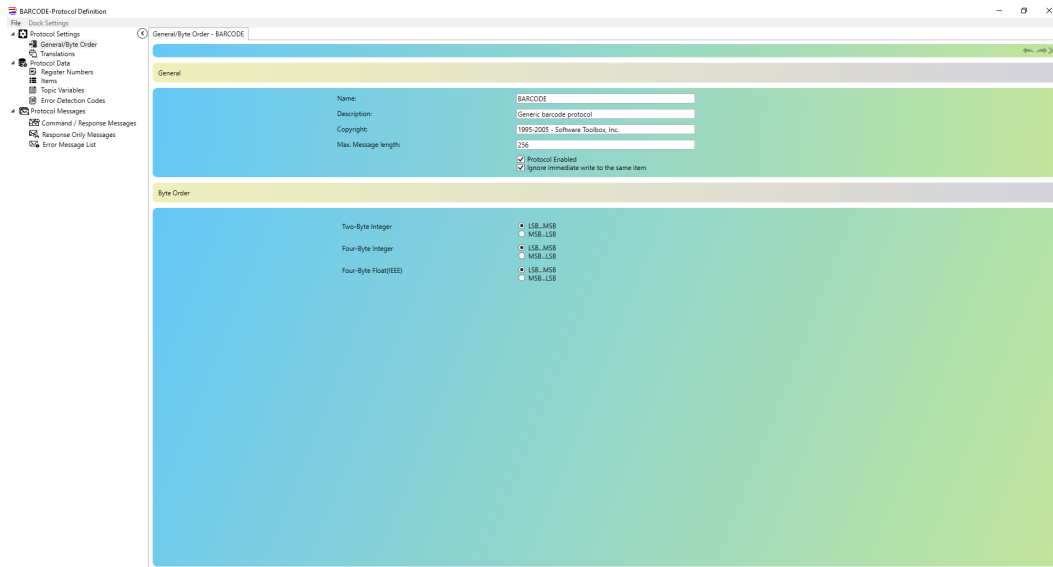 BARCODE-Protocol Definition
File Dock Settings
Protocol Settings
General/Byte Order
Translations
Protocol Data
Register Numbers
Items
Topic Variables
Error Detection Codes
Protocol Messages
Command / Response Messages
Response Only Messages
Error Message List
General/Byte Order - BARCODE
General
Name: BARCODE
Description: Generic barcode protocol
Copyright: 1995-2005 - Software Toolbox, Inc.
Max. Message length: 256
Protocol Enabled
Ignore immediate write to the same item
Byte Order
Two-Byte Integer LSB...MSB
MSB...LSB
Four-Byte Integer LSB...MSB
MSB...LSB
Four-Byte Float(IEEE) LSB...MSB
MSB...LSB